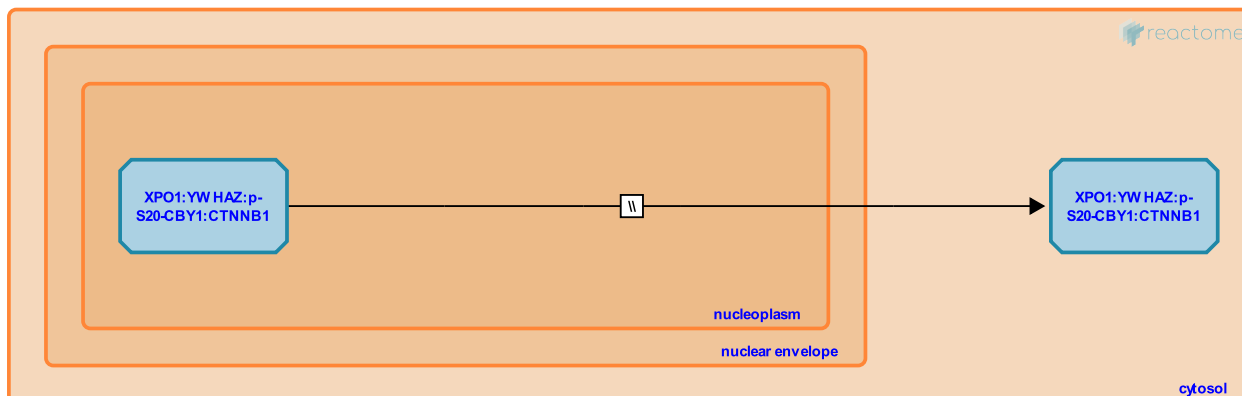 reactome
XPO1:YWHAZ:p-
S20-CBY1:CTNNB1
\\
XPO1:YWHAZ:p-
S20-CBY1:CTNNB1
nucleoplasm
nuclear envelope
cytosol